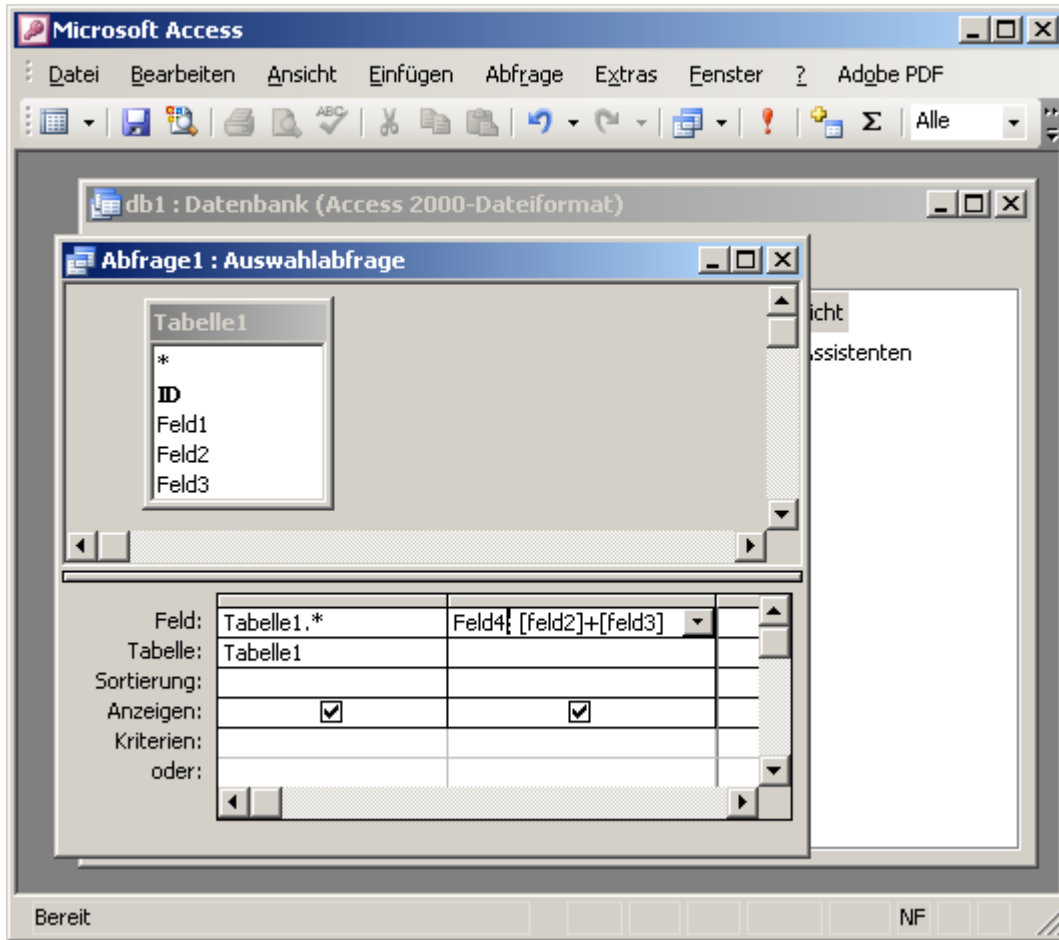 Microsoft Access
Datei Bearbeiten Ansicht Einfügen Abfrage Extras Fenster ? Adobe PDF
ABC Σ Alle
db1 : Datenbank (Access 2000-Dateiformat)
Abfrage1 : Auswahlabfrage
icht
Assistenten
Tabelle1
*
ID
Feld1
Feld2
Feld3
Feld: Tabelle1.* Feld4: [feld2]+[feld3]
Tabelle: Tabelle1
Sortierung:
Anzeigen:
Kriterien:
oder:
Bereit NF